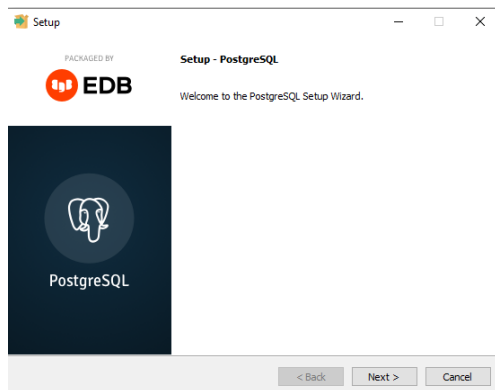 Setup
PACKAGED BY
EDB
Setup - PostgreSQL
Welcome to the PostgreSQL Setup Wizard.
PostgreSQL
< Back
Next >
Cancel